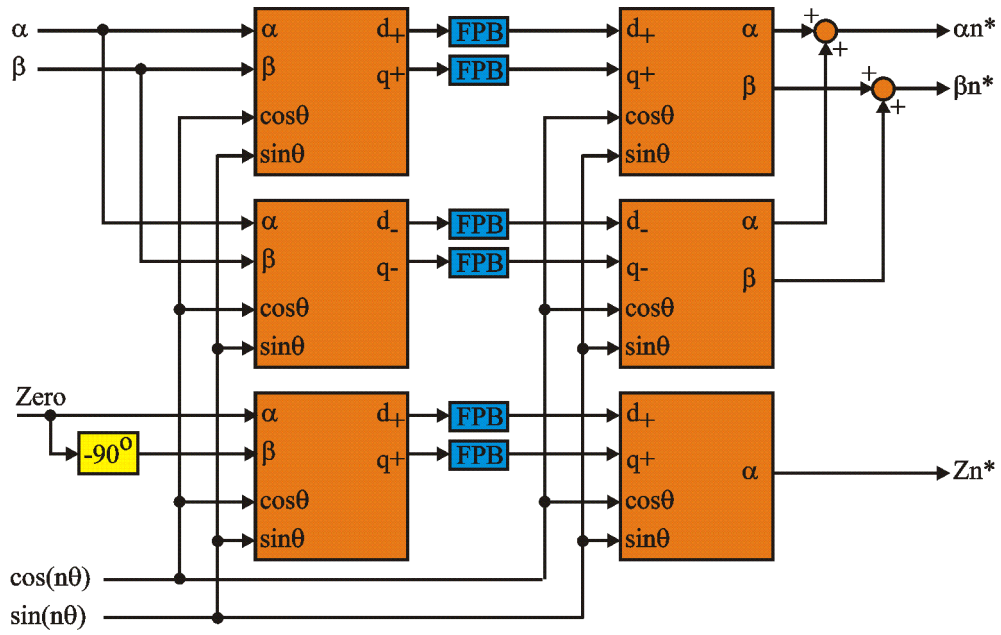 α
β
α
β
cosθ
sinθ
d+
q+
FPB
FPB
d+
q+
cosθ
sinθ
α
β
+
+
αn*
+
+
βn*
α
β
cosθ
sinθ
d-
q-
FPB
FPB
d-
q-
cosθ
sinθ
α
β
Zero
-90º
α
β
cosθ
sinθ
d+
q+
FPB
FPB
d+
q+
cosθ
sinθ
α
Zn*
cos(nθ)
sin(nθ)